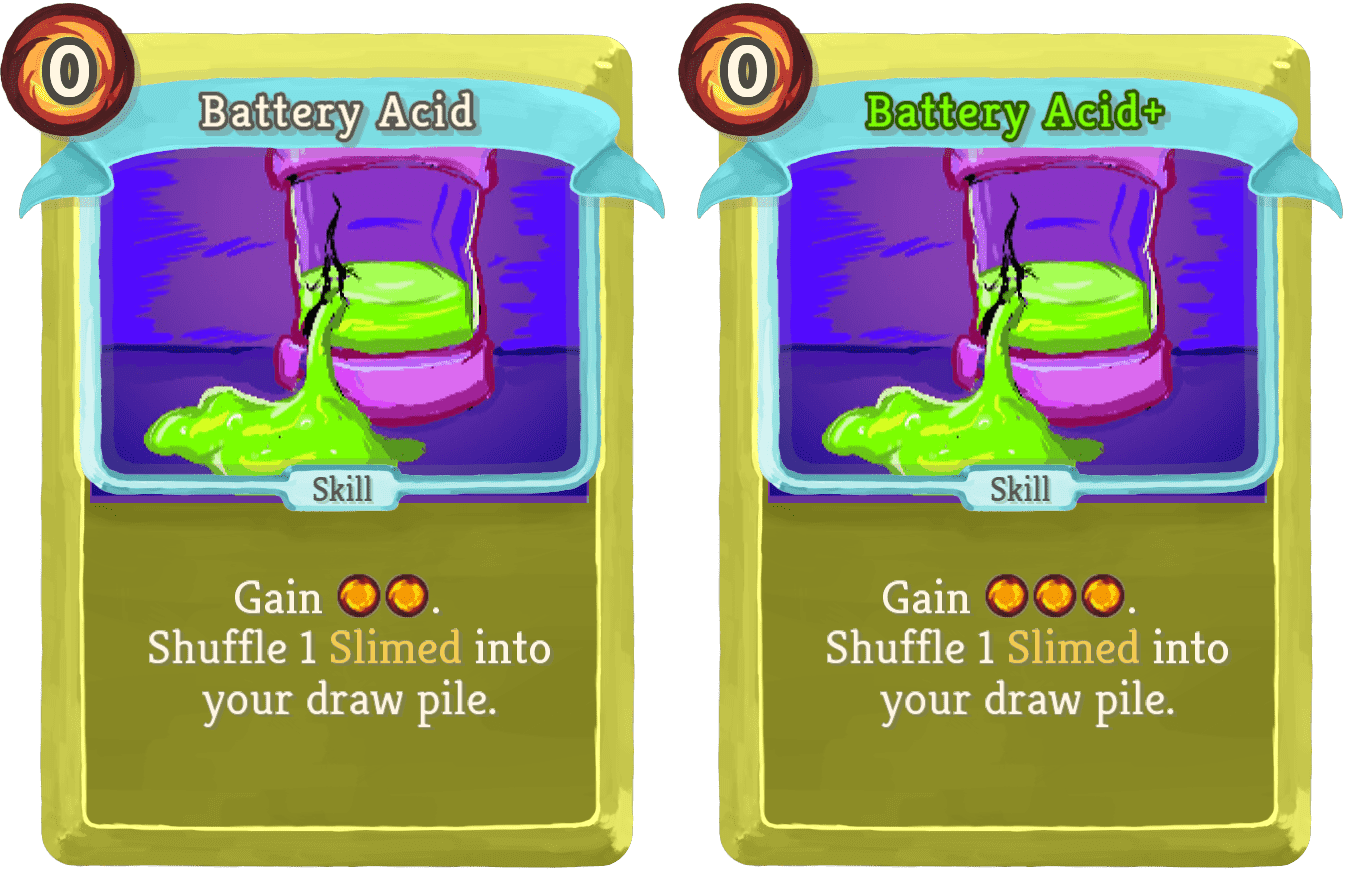 0
Battery Acid
Skill
Gain .
Shuffle 1 Slimed into
your draw pile.
0
Battery Acid+
Skill
Gain .
Shuffle 1 Slimed into
your draw pile.